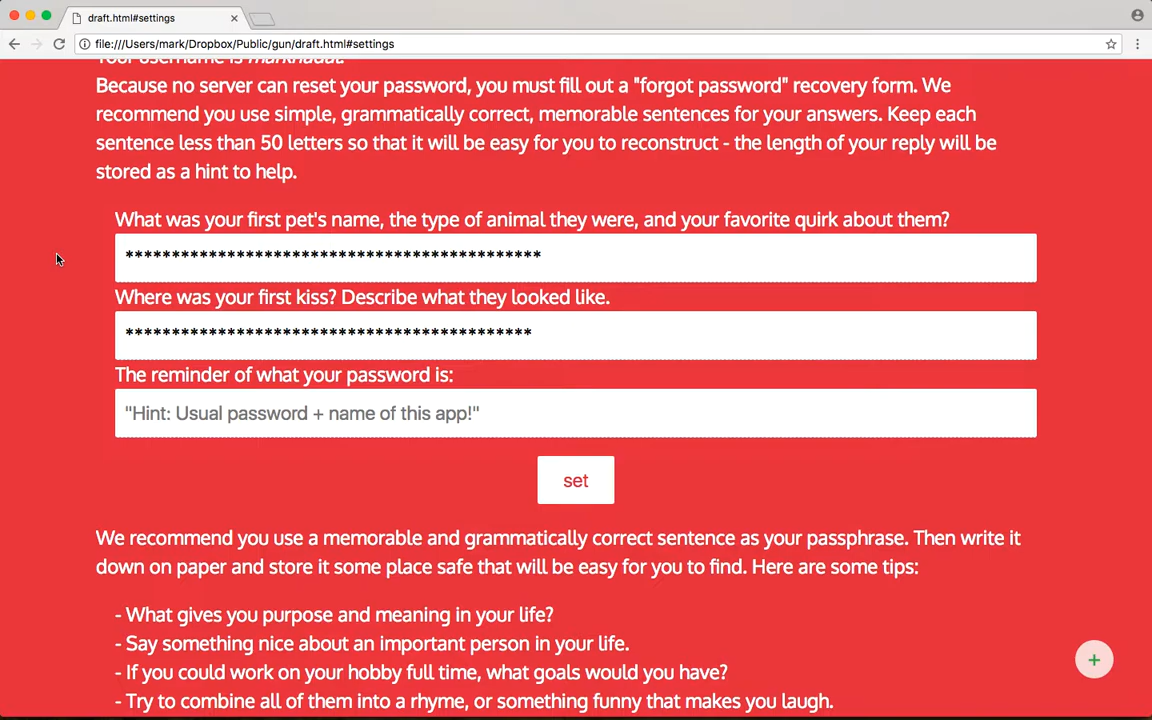 draft.html#settings
file:///Users/mark/Dropbox/Public/gun/draft.html#settings
Your username is
Because no server can reset your password, you must fill out a "forgot password" recovery form. We
recommend you use simple, grammatically correct, memorable sentences for your answers. Keep each
sentence less than 50 letters so that it will be easy for you to reconstruct - the length of your reply will be
stored as a hint to help.
What was your first pet's name, the type of animal they were, and your favorite quirk about them?
*********************************************
Where was your first kiss? Describe what they looked like.
********************************************
The reminder of what your password is:
"Hint: Usual password + name of this app!"
set
We recommend you use a memorable and grammatically correct sentence as your passphrase. Then write it
down on paper and store it some place safe that will be easy for you to find. Here are some tips:
- What gives you purpose and meaning in your life?
- Say something nice about an important person in your life.
- If you could work on your hobby full time, what goals would you have?
- Try to combine all of them into a rhyme, or something funny that makes you laugh.
+